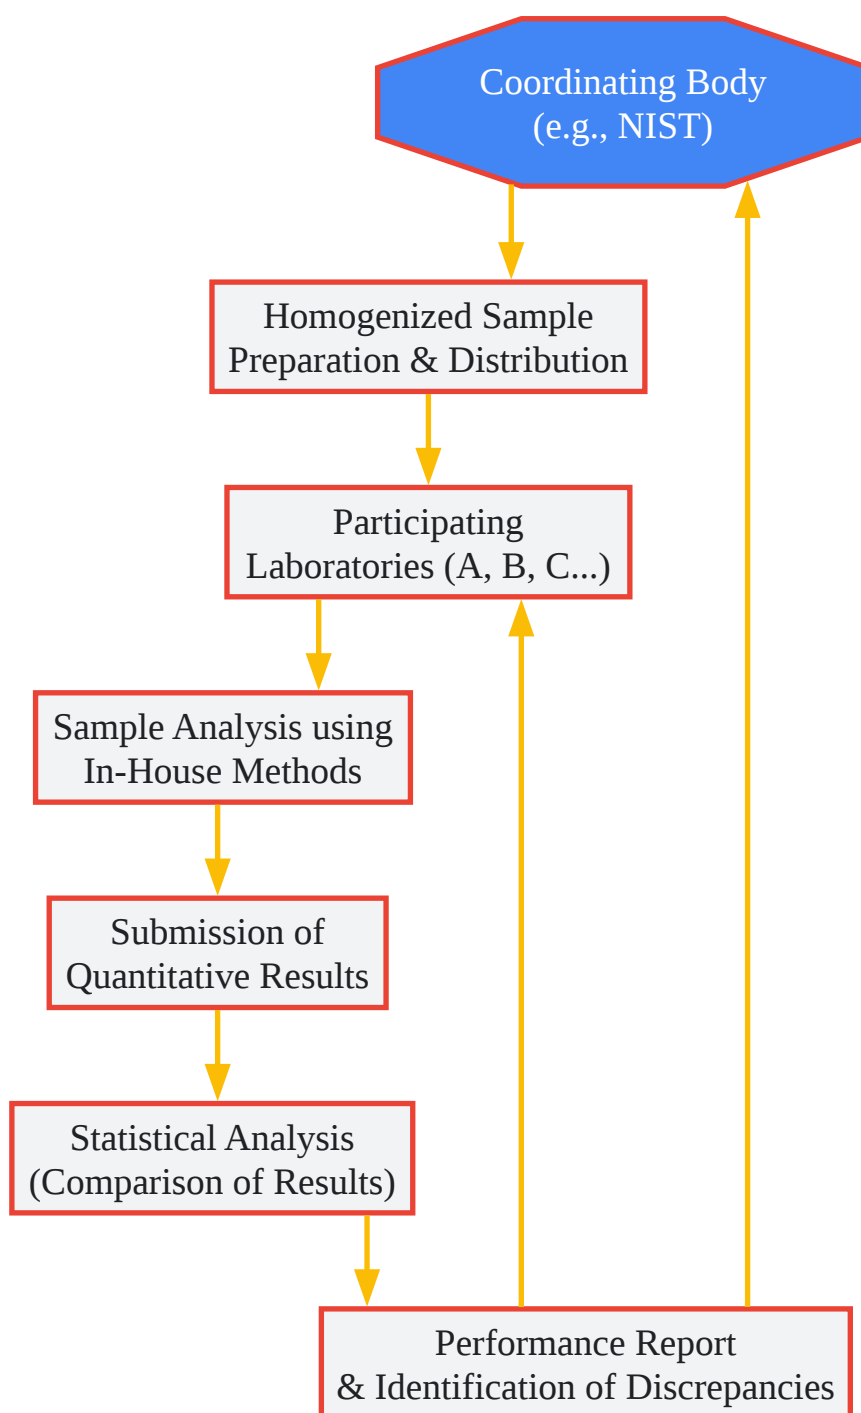 Coordinating Body
(e.g., NIST)
Homogenized Sample
Preparation & Distribution
Participating
Laboratories (A, B, C...)
Sample Analysis using
In-House Methods
Submission of
Quantitative Results
Statistical Analysis
(Comparison of Results)
Performance Report
& Identification of Discrepancies